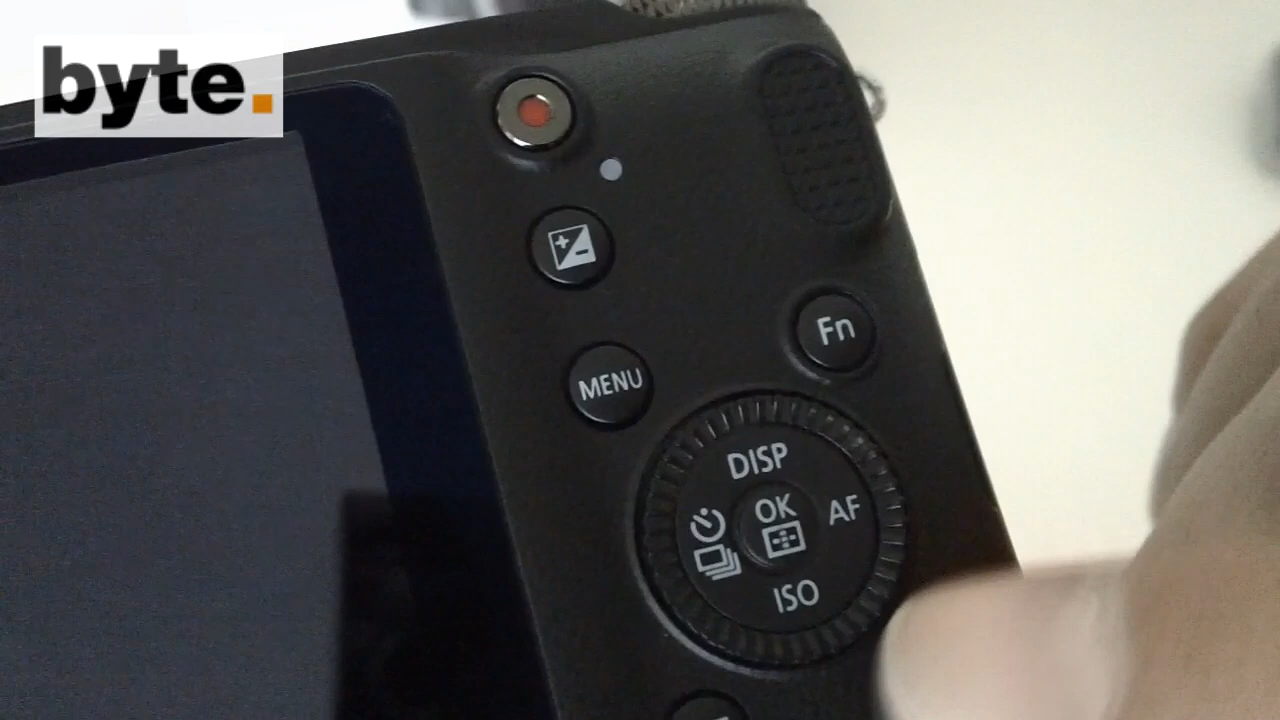 byte.
Fn
MENU
DISP
OK
AF
ISO